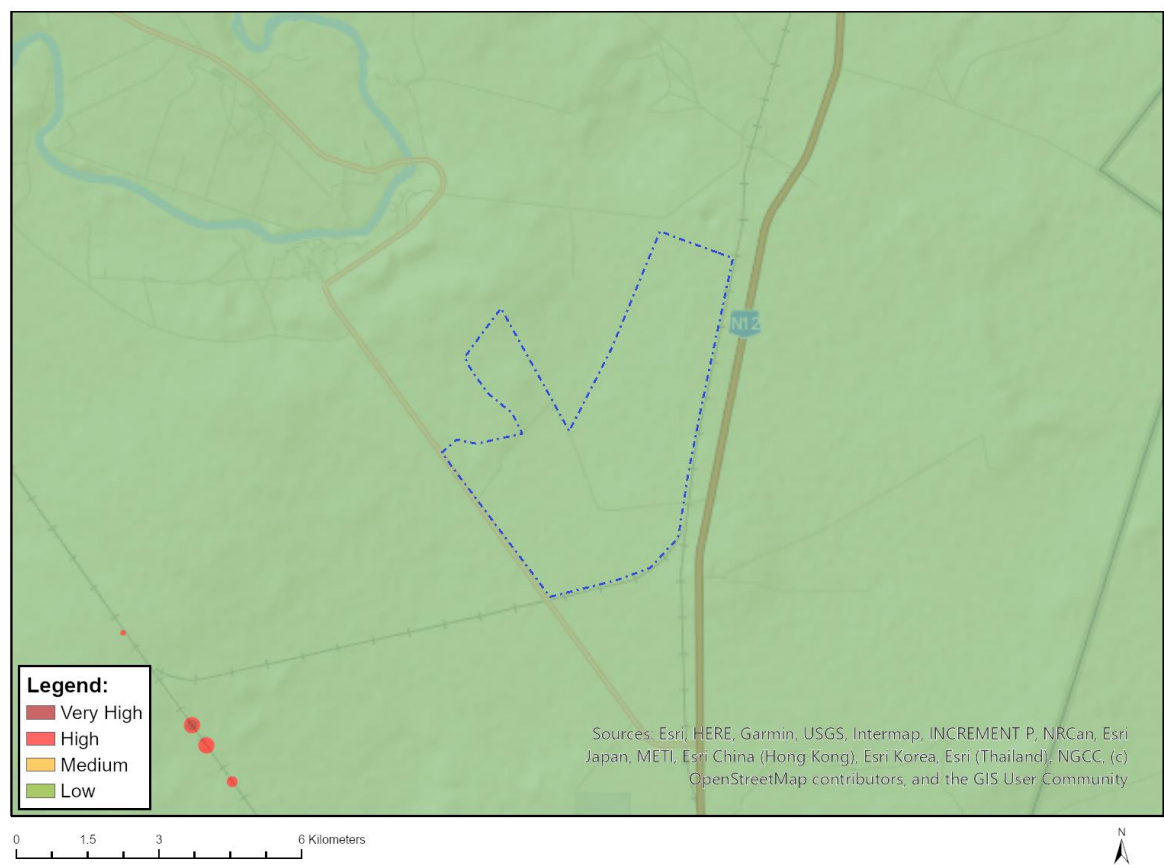 N12
Legend:
Very High
High
Medium
Low
Sources: Esri, HERE, Garmin, USGS, Intermap, INCREMENT P, NRCan, Esri
Japan, METI, Esri China (Hong Kong), Esri Korea, Esri (Thailand), NGCC, (c)
OpenStreetMap contributors, and the GIS User Community
0 1.5 3 6 Kilometers
N